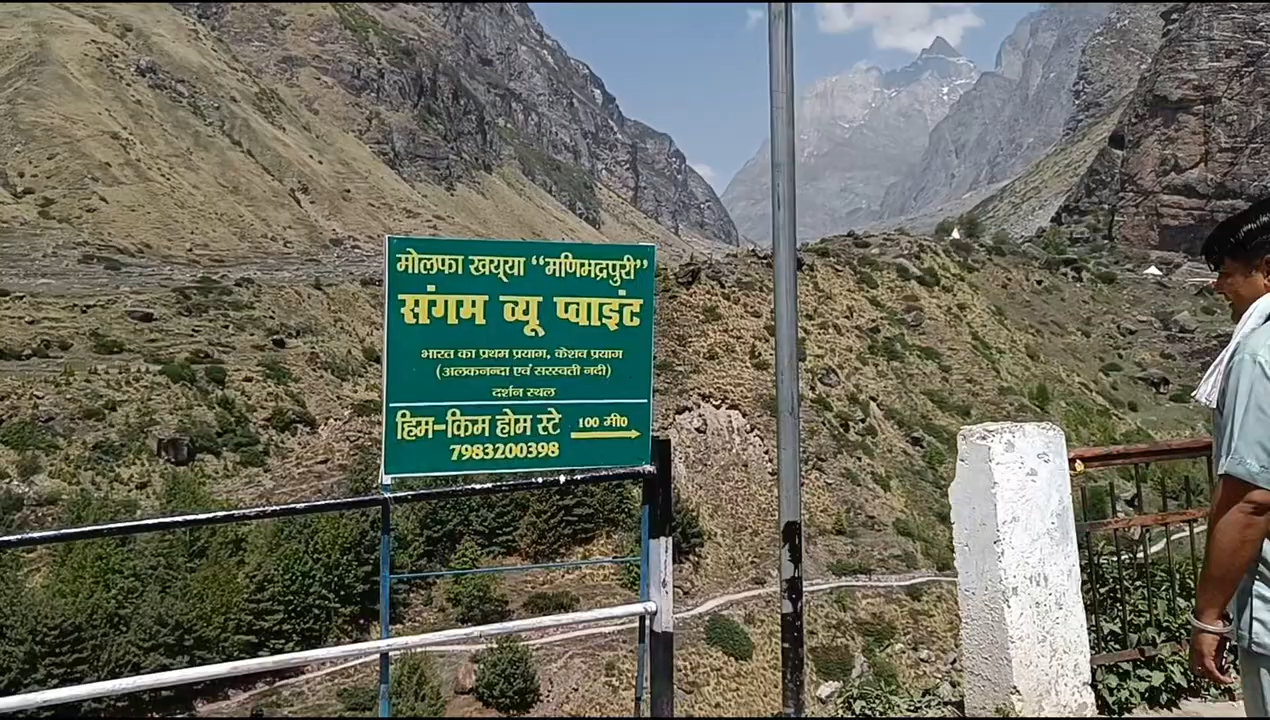 मोलफा खय्या “मणिभद्रपुरी”
संगम व्यू प्वाइंट
भारत का प्रथम प्रयाग, केशव प्रयाग
(अलकनन्दा एवं सरस्वती नदी)
दर्शन स्थल
हिम-किम होम स्टे 100 मी0
7983200398